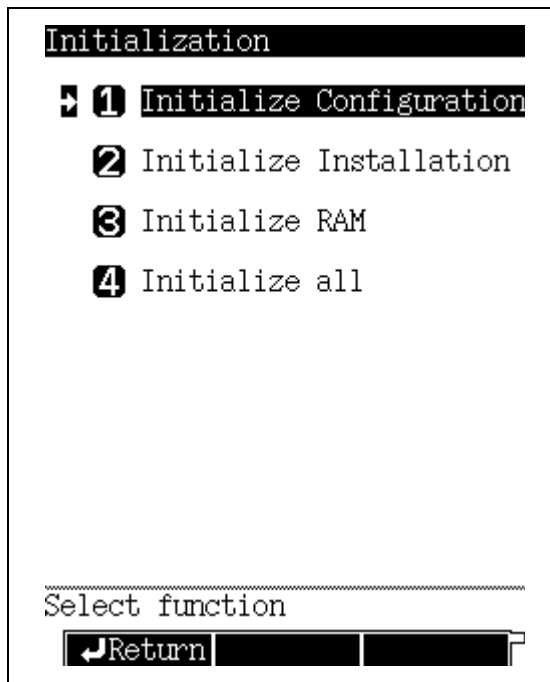 Initialization
1 Initialize Configuration
2 Initialize Installation
3 Initialize RAM
4 Initialize all
Select function
Return